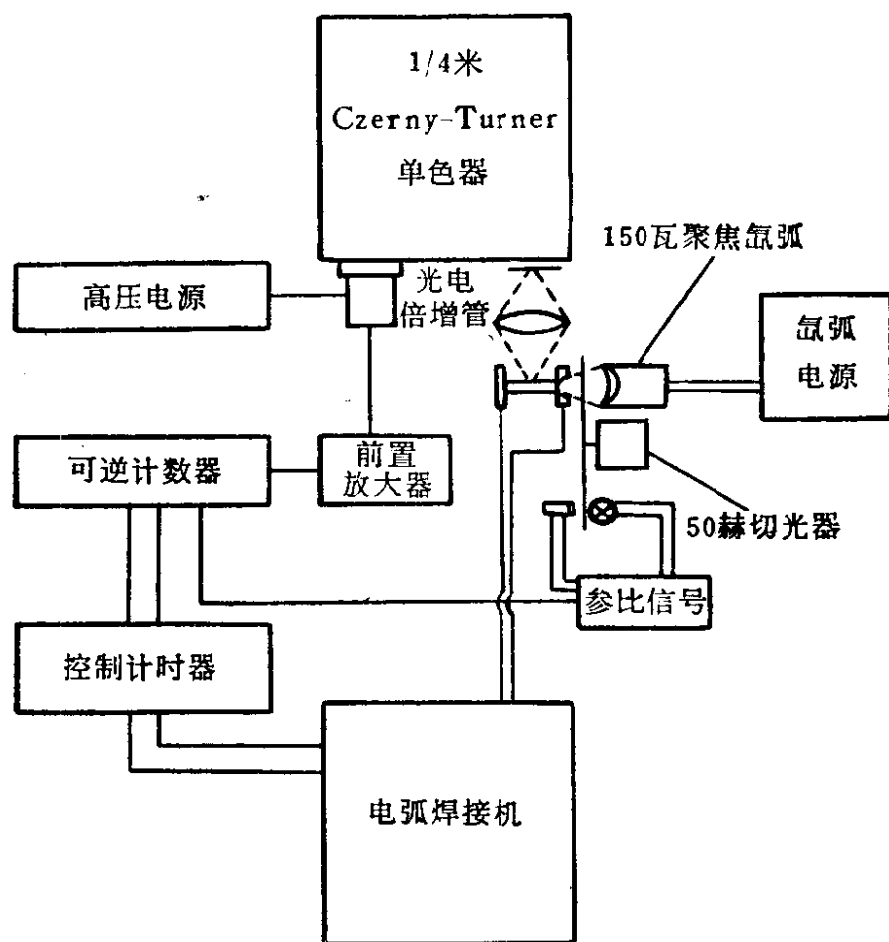 1/4米
Czerny-Turner
单色器
150瓦聚焦氙弧
高压电源
光电
倍增管
氙弧
电源
可逆计数器
前置
放大器
50赫切光器
参比信号
控制计时器
电弧焊接机